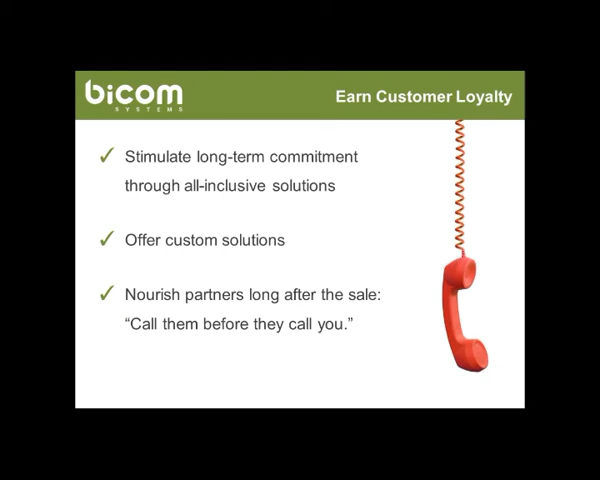 bicom
SYSTEMS
Earn Customer Loyalty
✓ Stimulate long-term commitment
through all-inclusive solutions
✓ Offer custom solutions
✓ Nourish partners long after the sale:
“Call them before they call you.”